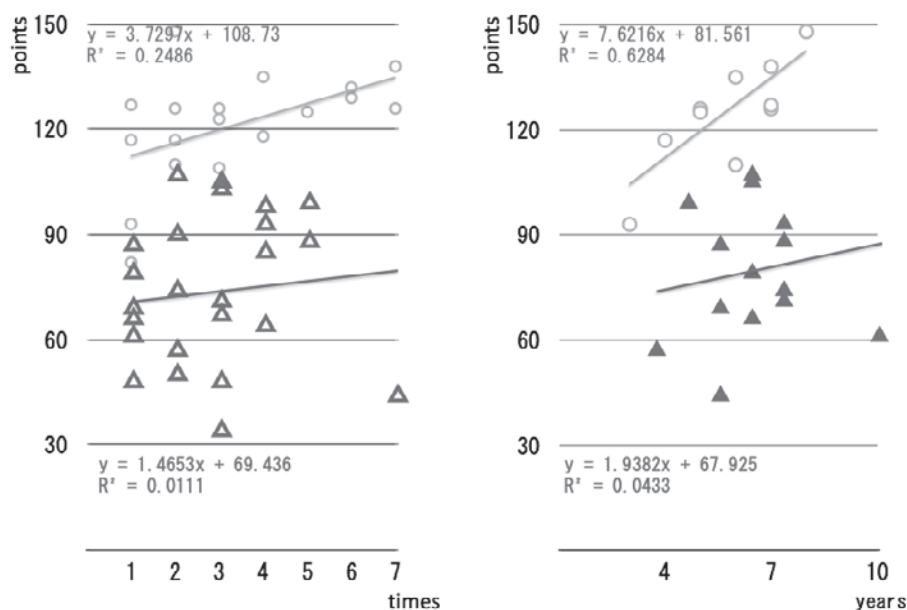 points
150
120
90
60
30
y = 3.7297x + 108.73
R² = 0.2486
y = 1.4653x + 69.436
R² = 0.0111
1 2 3 4 5 6 7
times
points
150
120
90
60
30
y = 7.6216x + 81.561
R² = 0.6284
y = 1.9382x + 67.925
R² = 0.0433
4 7 10
years